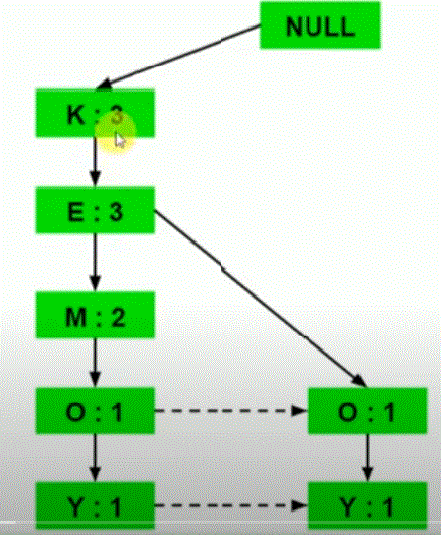 NULL
K : 3
E : 3
M : 2
O : 1
O : 1
Y : 1
Y : 1